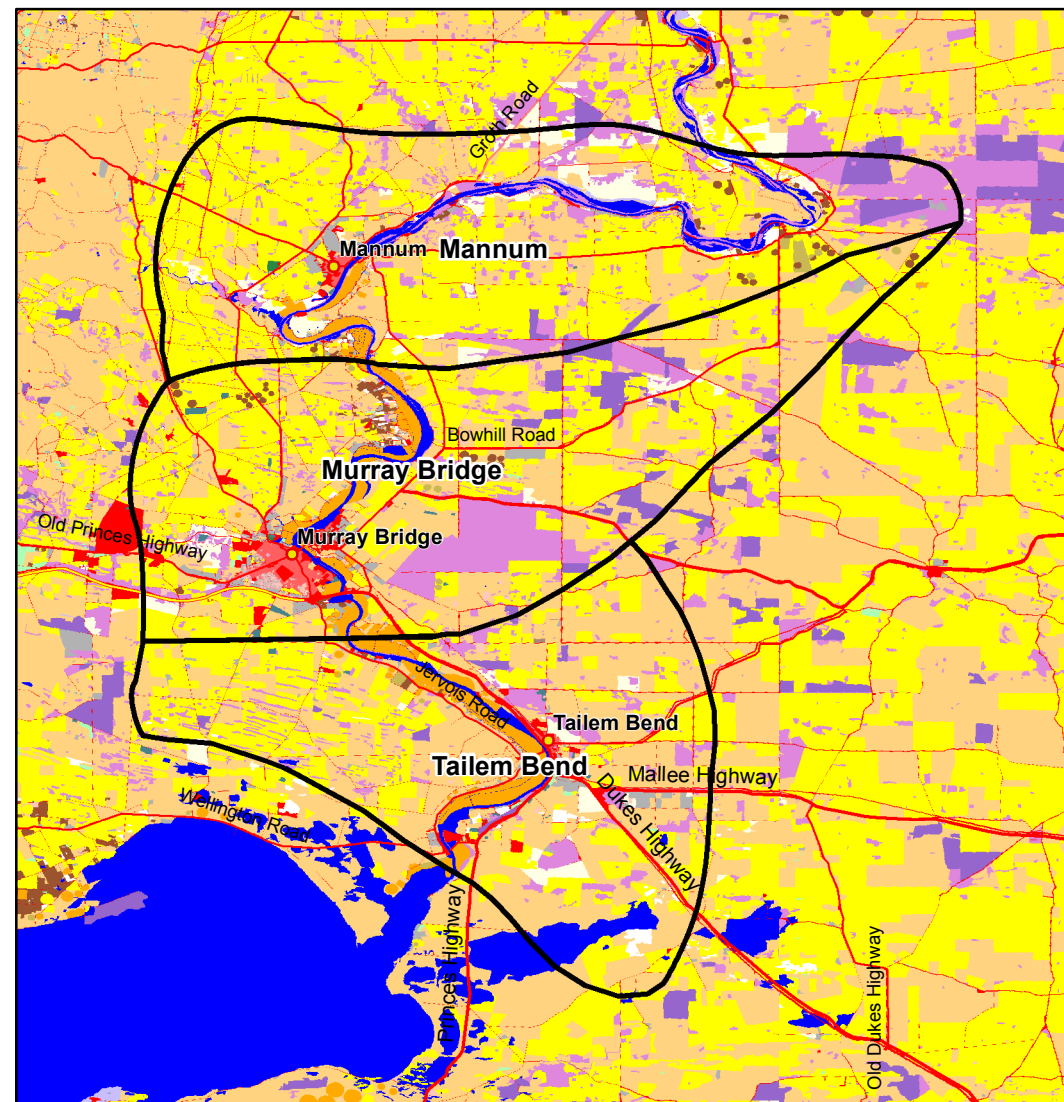 Groth Road
Mannum
Mannum
Bowhill Road
Murray Bridge
Old Princes Highway
Murray Bridge
Jervois Road
Tailem Bend
Tailem Bend
Mallee Highway
Dukes Highway
Wellington Road
Princes Highway
Old Dukes Highway